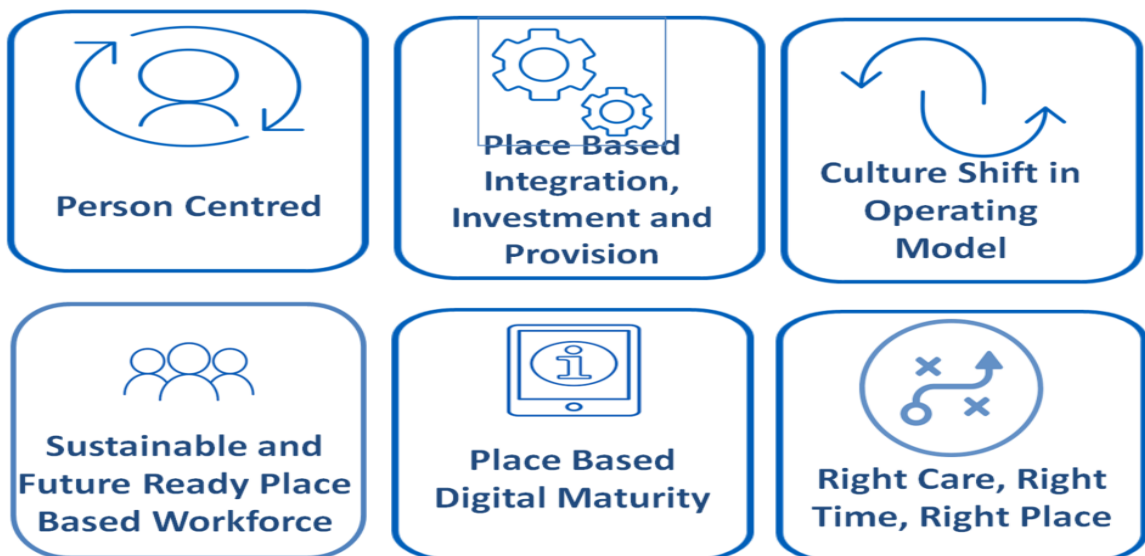 Person Centred
Place Based
Integration,
Investment and
Provision
Culture Shift in
Operating
Model
Sustainable and
Future Ready Place
Based Workforce
i
Place Based
Digital Maturity
Right Care, Right
Time, Right Place